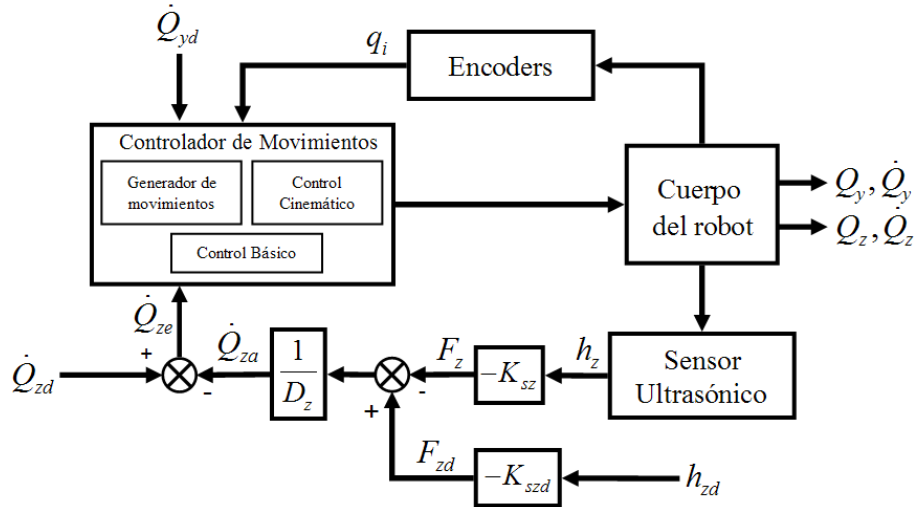 Q̇yd
qi
Encoders
Controlador de Movimientos
Generador de
movimientos
Control
Cinemático
Control Básico
Cuerpo
del robot
Qy, Q̇y
Qz, Q̇z
Q̇ze
Q̇zd
+
-
Q̇za
1
Dz
+
-
Fz
−Ksz
hz
Sensor
Ultrasónico
Fzd
−Kszd
hzd